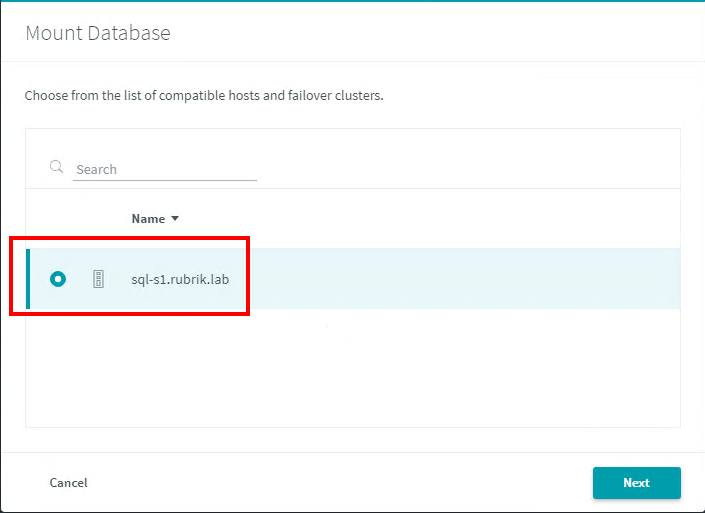 Mount Database
Choose from the list of compatible hosts and failover clusters.
Search
Name
sql-s1.rubrik.lab
Cancel
Next